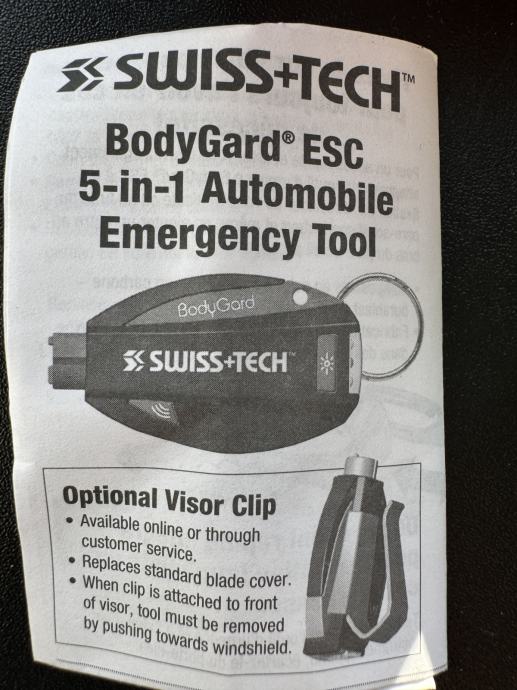 SWISS+TECH™
BodyGard® ESC
5-in-1 Automobile
Emergency Tool
BodyGard
SWISS+TECH™
Optional Visor Clip
• Available online or through
customer service.
• Replaces standard blade cover.
• When clip is attached to front
of visor, tool must be removed
by pushing towards windshield.